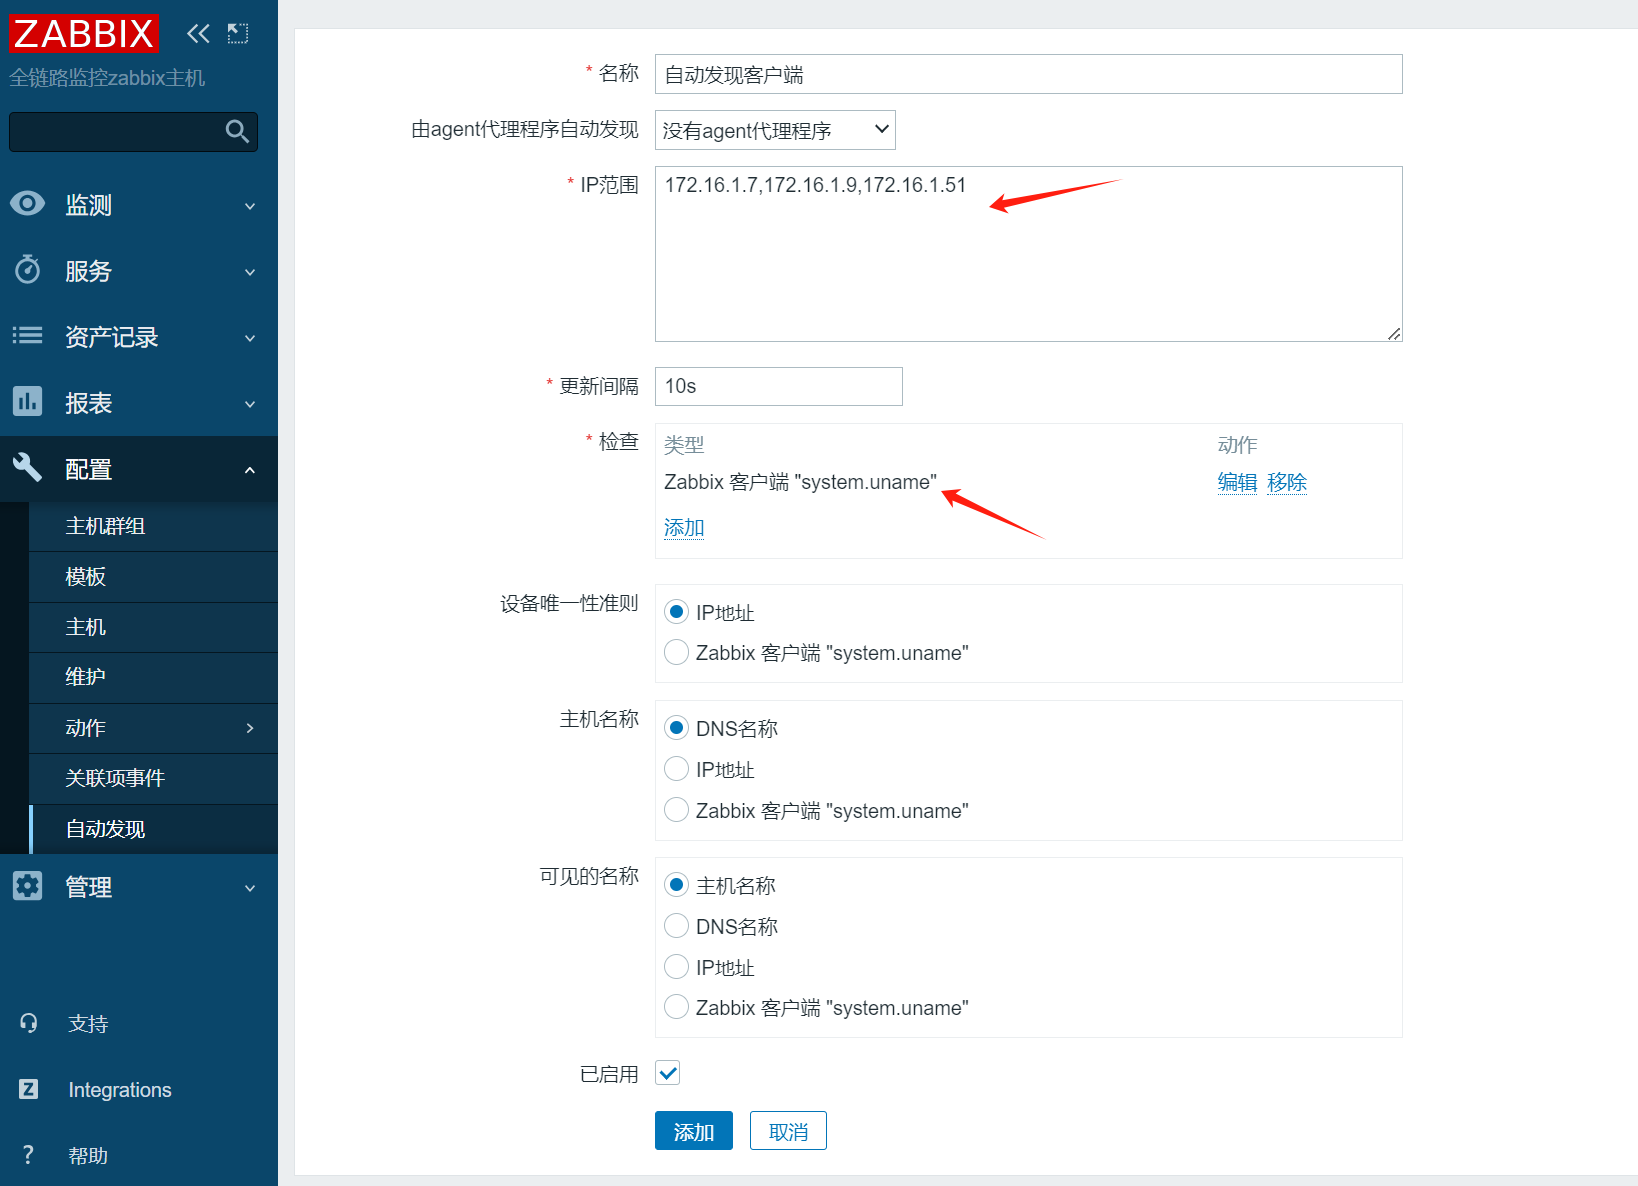 ZABBIX
全链路监控zabbix主机
监测
服务
资产记录
报表
配置
主机群组
模板
主机
维护
动作
关联项事件
自动发现
管理
支持
Z Integrations
? 帮助
* 名称 自动发现客户端
由agent代理程序自动发现 没有agent代理程序
* IP范围 172.16.1.7,172.16.1.9,172.16.1.51
* 更新间隔 10s
* 检查 类型 动作
Zabbix 客户端 "system.uname" 编辑 移除
添加
设备唯一性准则 IP地址
Zabbix 客户端 "system.uname"
主机名称 DNS名称
IP地址
Zabbix 客户端 "system.uname"
可见的名称 主机名称
DNS名称
IP地址
Zabbix 客户端 "system.uname"
已启用
添加 取消